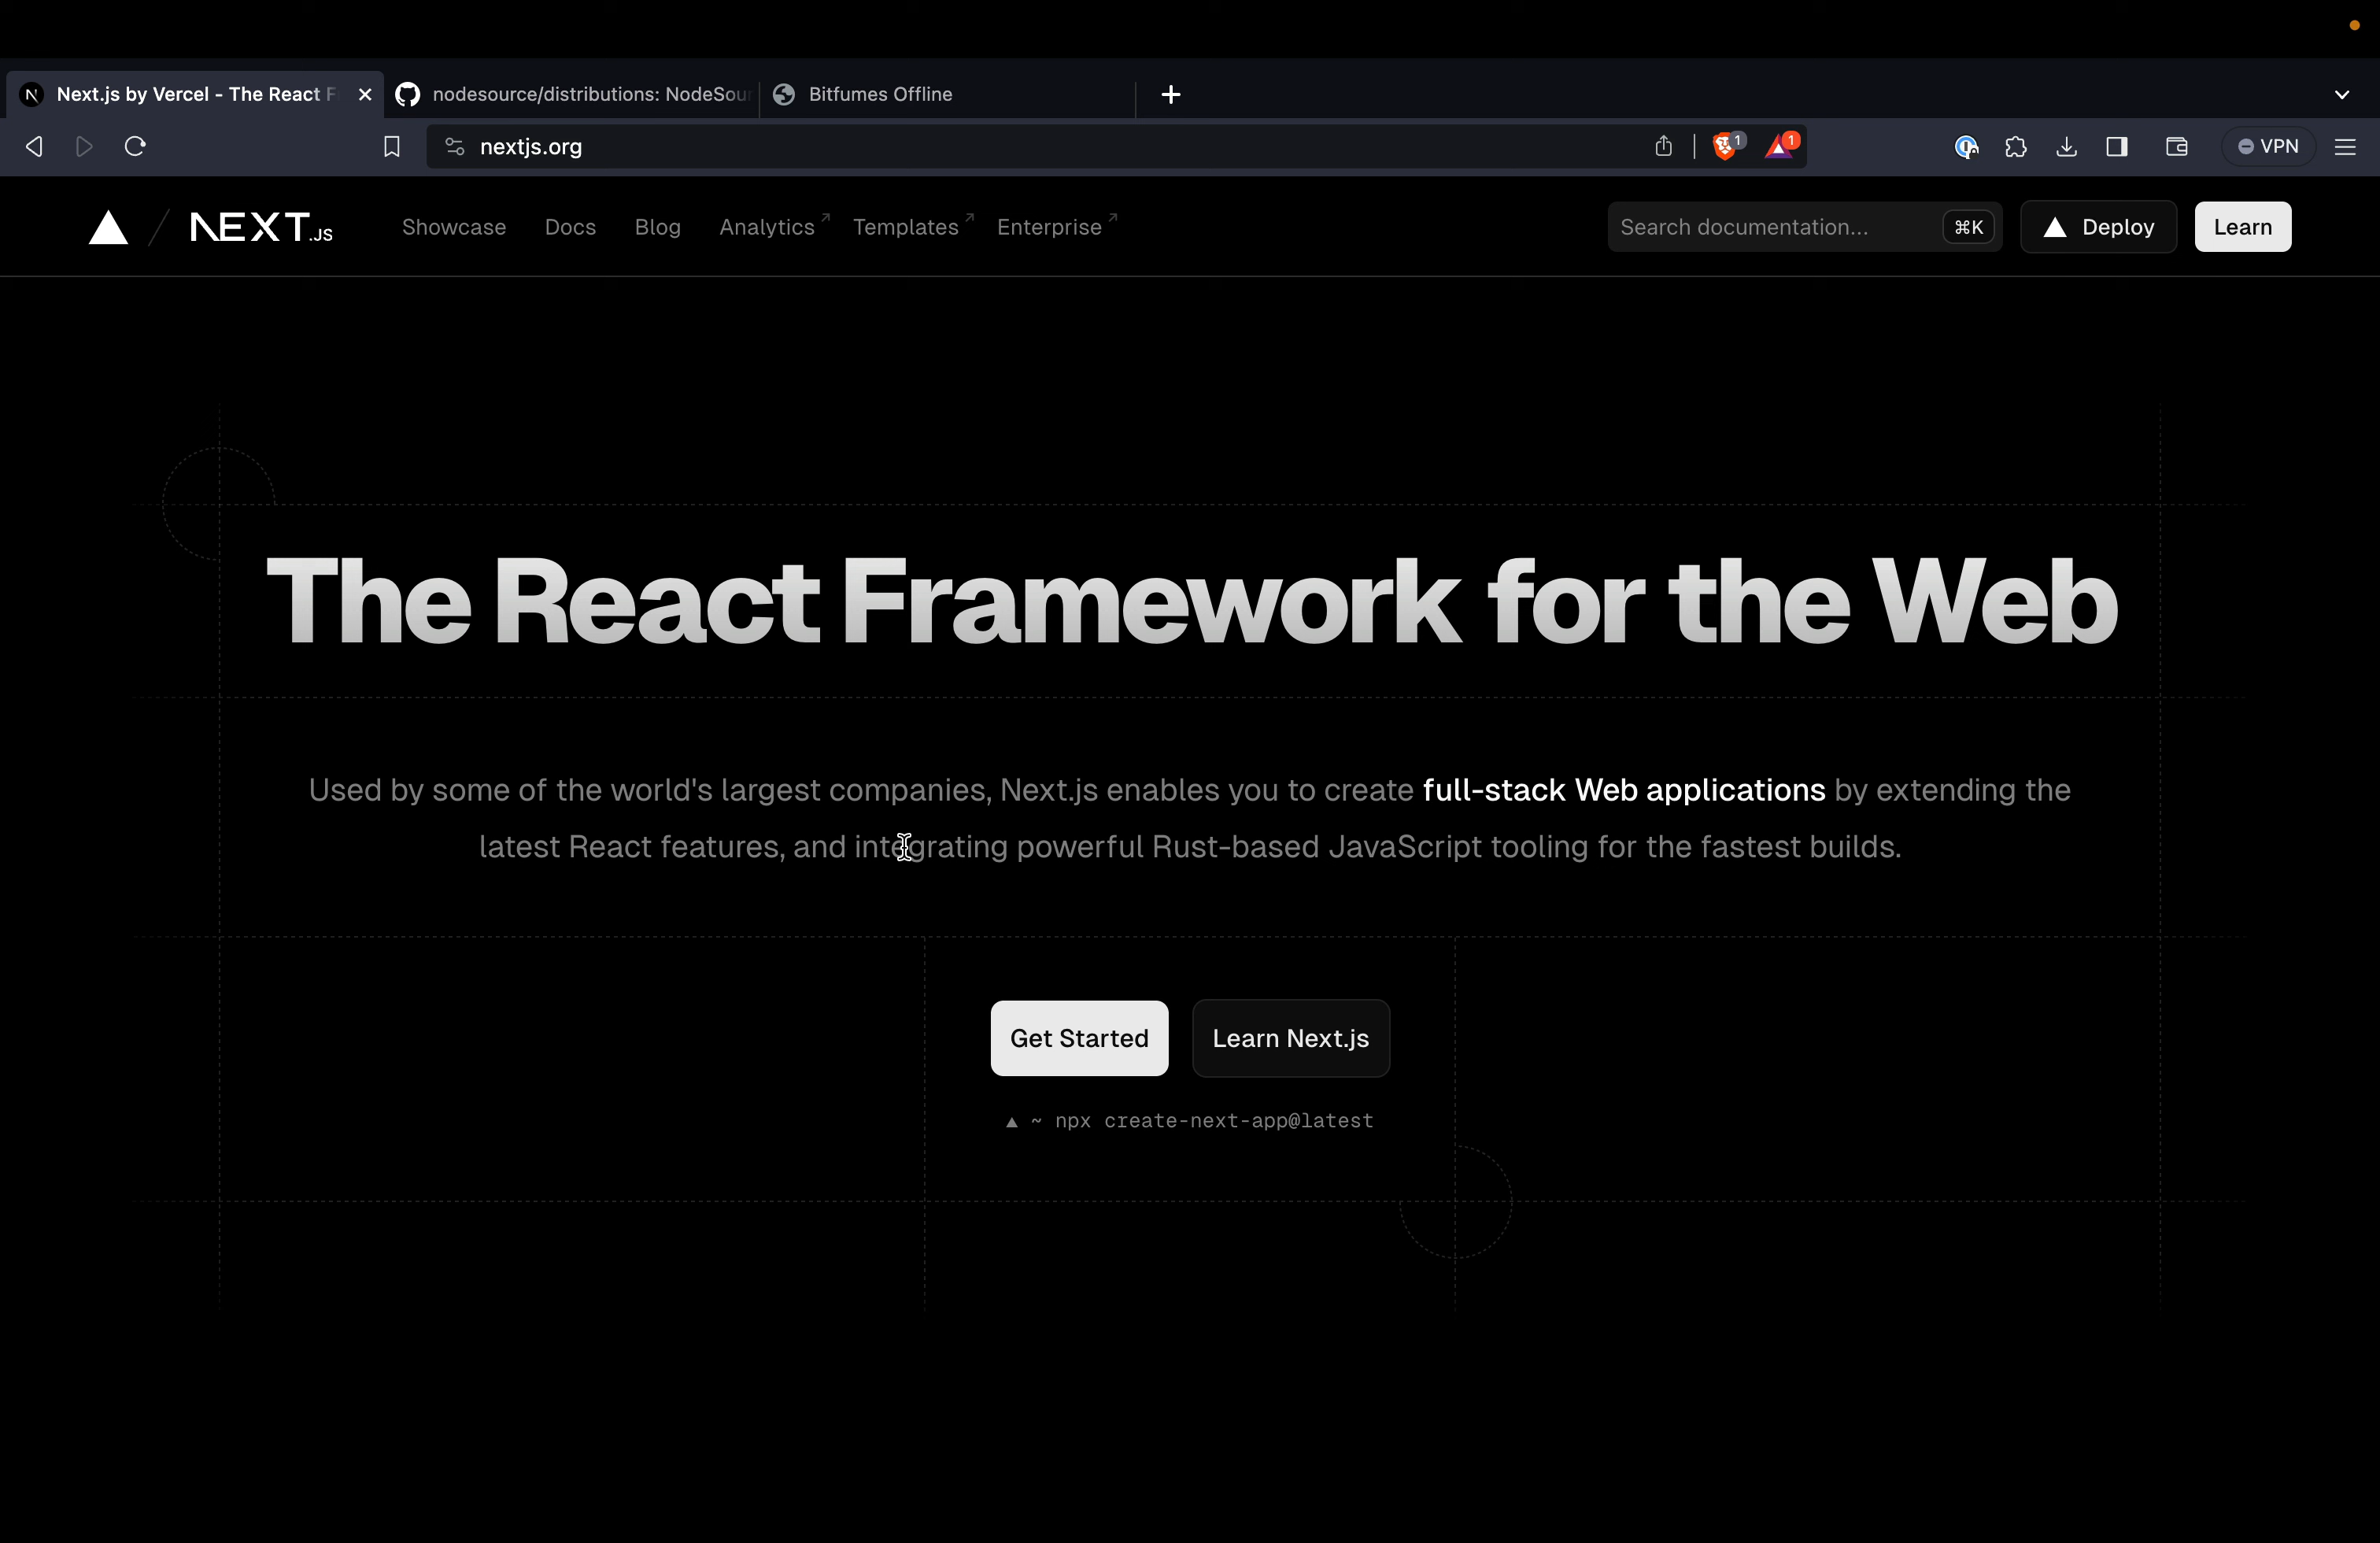 Next.js by Vercel - The React F
nodesource/distributions: NodeSour
Bitfumes Offline
nextjs.org
1
1
VPN
NEXT.JS
Showcase
Docs
Blog
Analytics
Templates
Enterprise
Search documentation...
⌘K
Deploy
Learn
The React Framework for the Web
Used by some of the world's largest companies, Next.js enables you to create full-stack Web applications by extending the
latest React features, and integrating powerful Rust-based JavaScript tooling for the fastest builds.
Get Started
Learn Next.js
▲ ~ npx create-next-app@latest